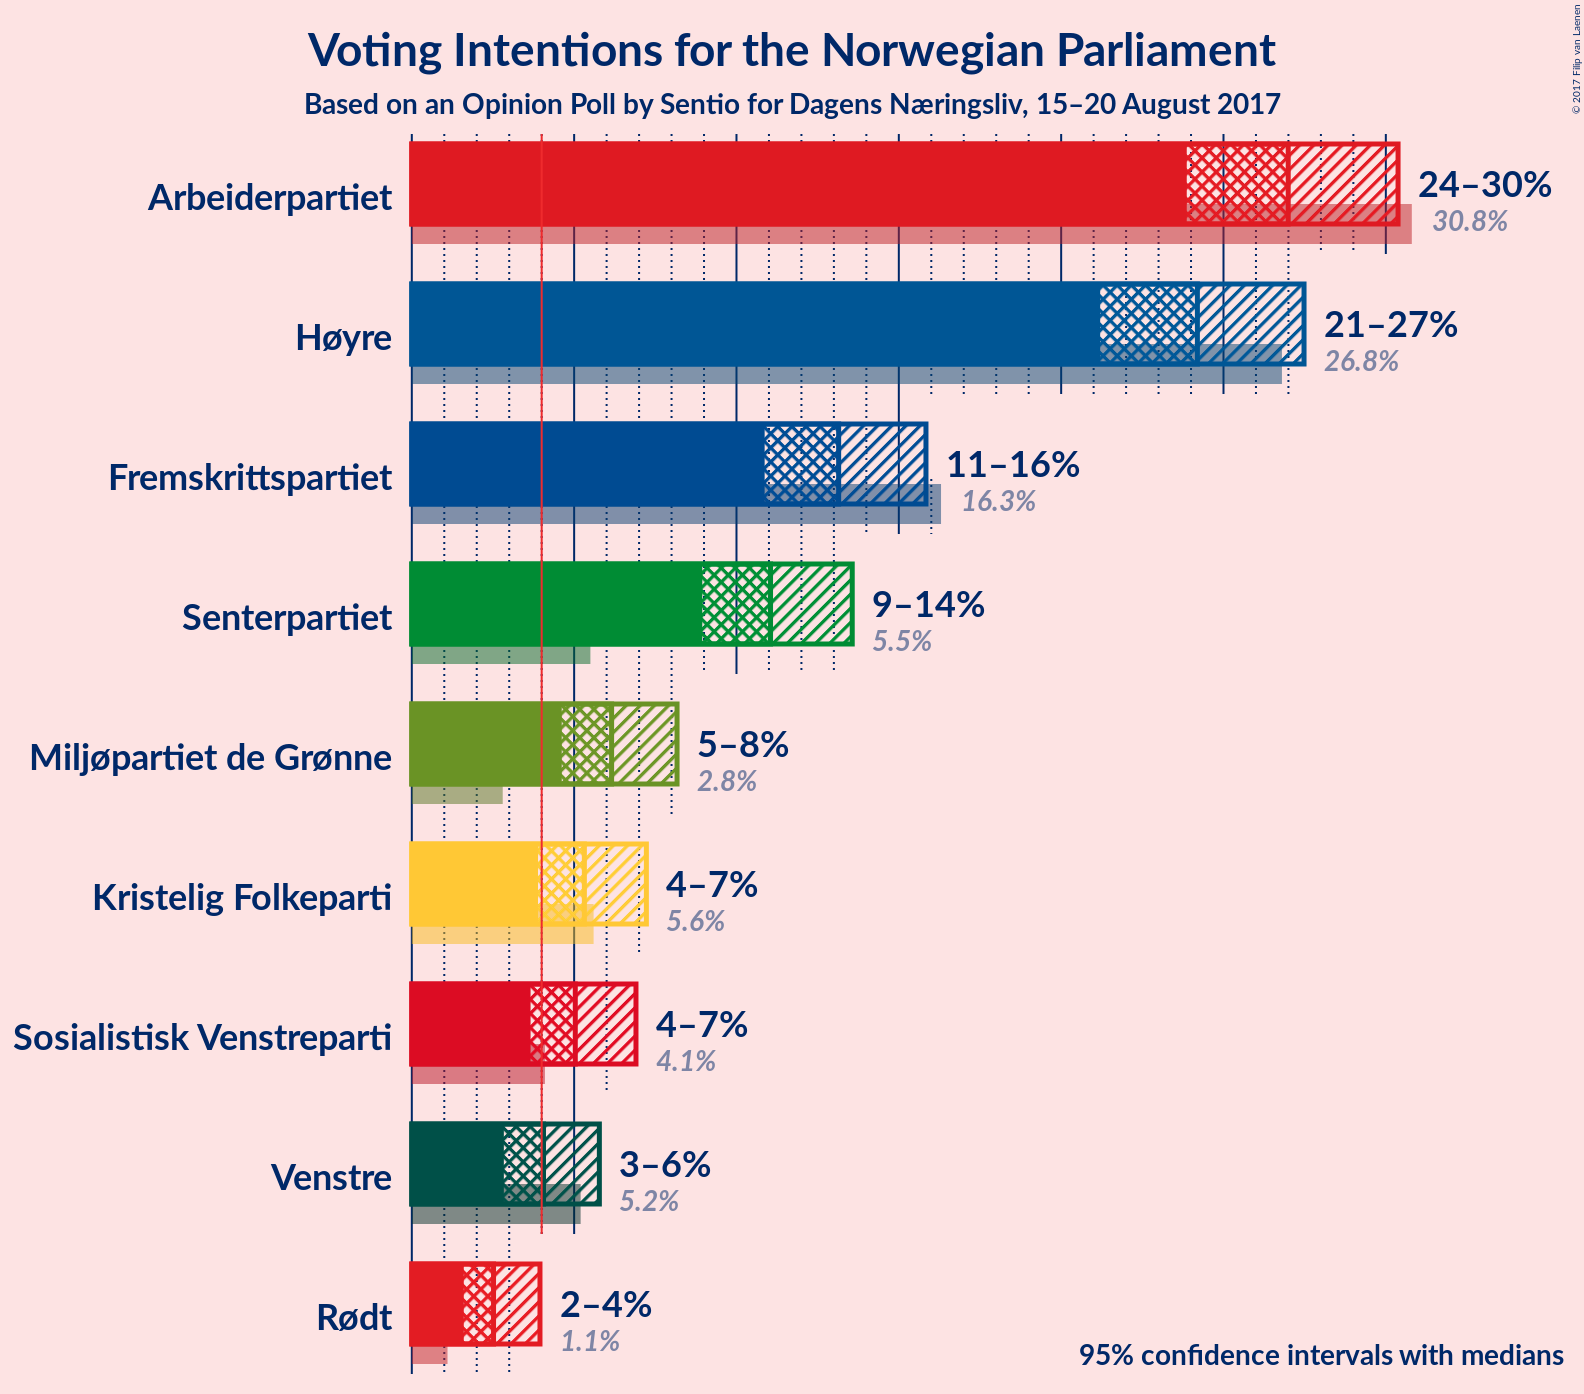 Voting Intentions for the Norwegian Parliament
Based on an Opinion Poll by Sentio for Dagens Næringsliv, 15–20 August 2017
© 2017 Filip van Laenen
Arbeiderpartiet
24–30%
30.8%
Høyre
21–27%
26.8%
Fremskrittspartiet
11–16%
16.3%
Senterpartiet
9–14%
5.5%
Miljøpartiet de Grønne
5–8%
2.8%
Kristelig Folkeparti
4–7%
5.6%
Sosialistisk Venstreparti
4–7%
4.1%
Venstre
3–6%
5.2%
Rødt
2–4%
1.1%
95% confidence intervals with medians